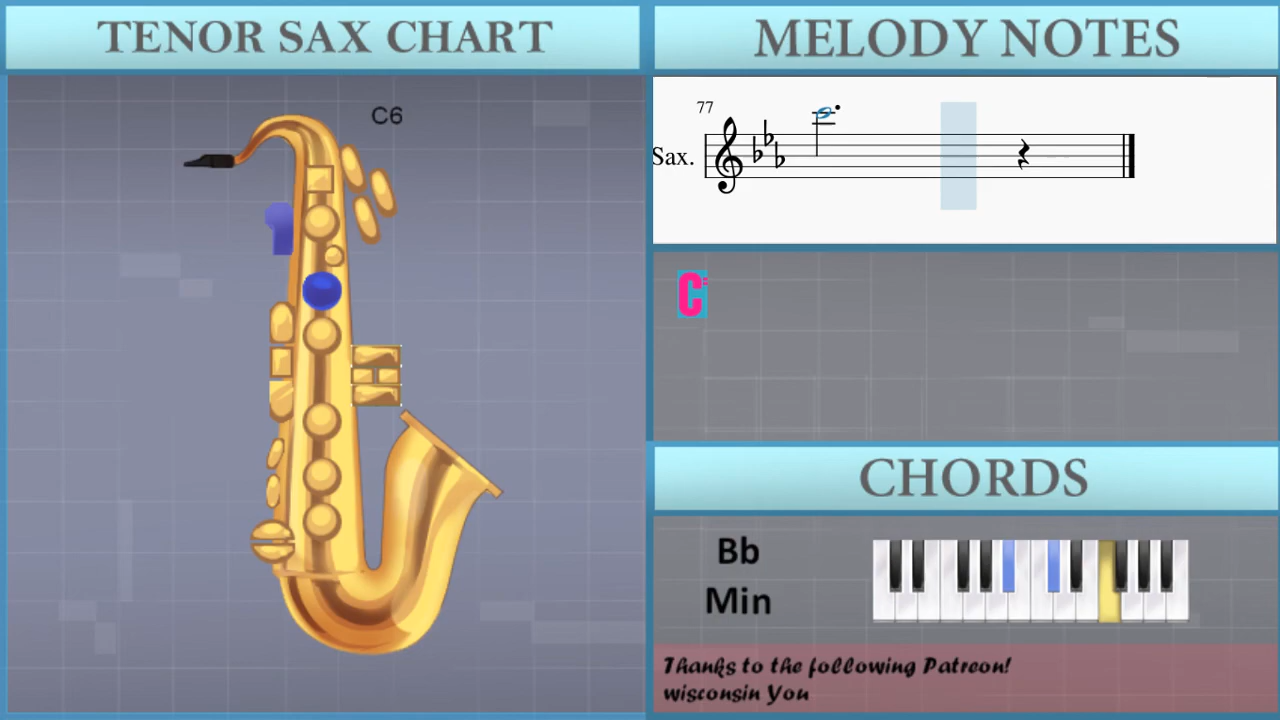 TENOR SAX CHART
C6
MELODY NOTES
77
Sax.
C
CHORDS
Bb
Min
Thanks to the following Patreon!
wisconsin You